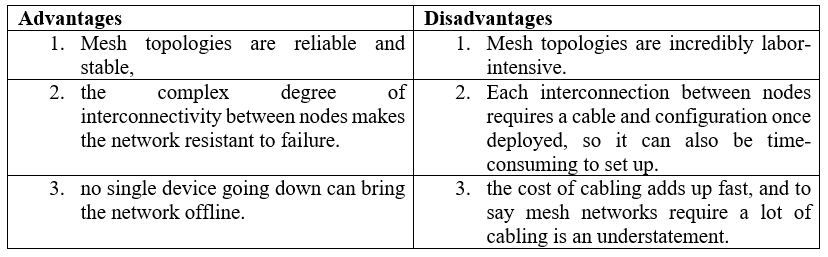 Advantages
Disadvantages
1. Mesh topologies are reliable and
stable,
1. Mesh topologies are incredibly labor-
intensive.
2. the complex degree of
interconnectivity between nodes makes
the network resistant to failure.
2. Each interconnection between nodes
requires a cable and configuration once
deployed, so it can also be time-
consuming to set up.
3. no single device going down can bring
the network offline.
3. the cost of cabling adds up fast, and to
say mesh networks require a lot of
cabling is an understatement.